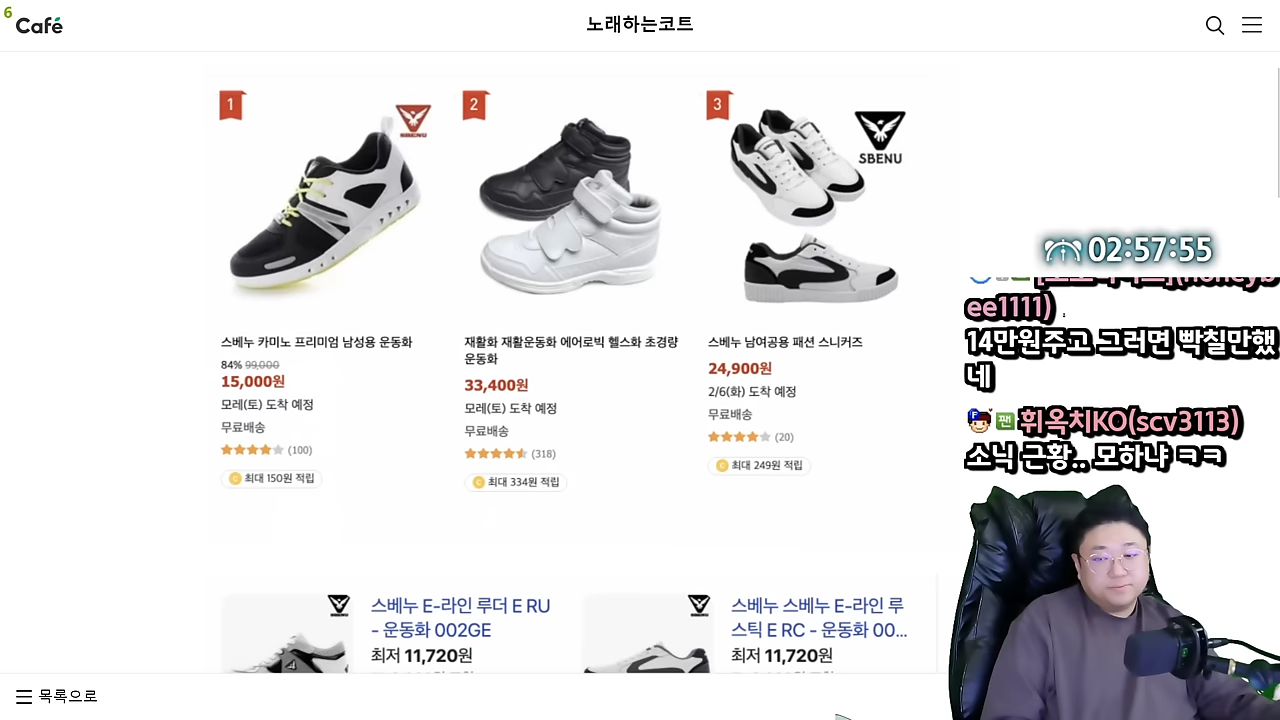 6
Café
노래하는코트
1
SBENU
2
3
SBENU
스베누 카미노 프리미엄 남성용 운동화
84% 99,000
15,000원
모레(토) 도착 예정
무료배송
(100)
최대 150원 적립
재활화 재활운동화 에어로빅 헬스화 초경량
운동화
33,400원
모레(토) 도착 예정
무료배송
(318)
최대 334원 적립
스베누 남여공용 패션 스니커즈
24,900원
2/6(화) 도착 예정
무료배송
(20)
최대 249원 적립
02:57:55
ee1111) :
14만원주고 그러면 빡칠만했
네
휘옥치KO(scv3113)
소닉 근황.. 모하냐 ㅋㅋ
스베누 E-라인 루더 E RU
- 운동화 002GE
최저 11,720원
스베누 스베누 E-라인 루
스틱 E RC - 운동화 00...
최저 11,720원
목록으로